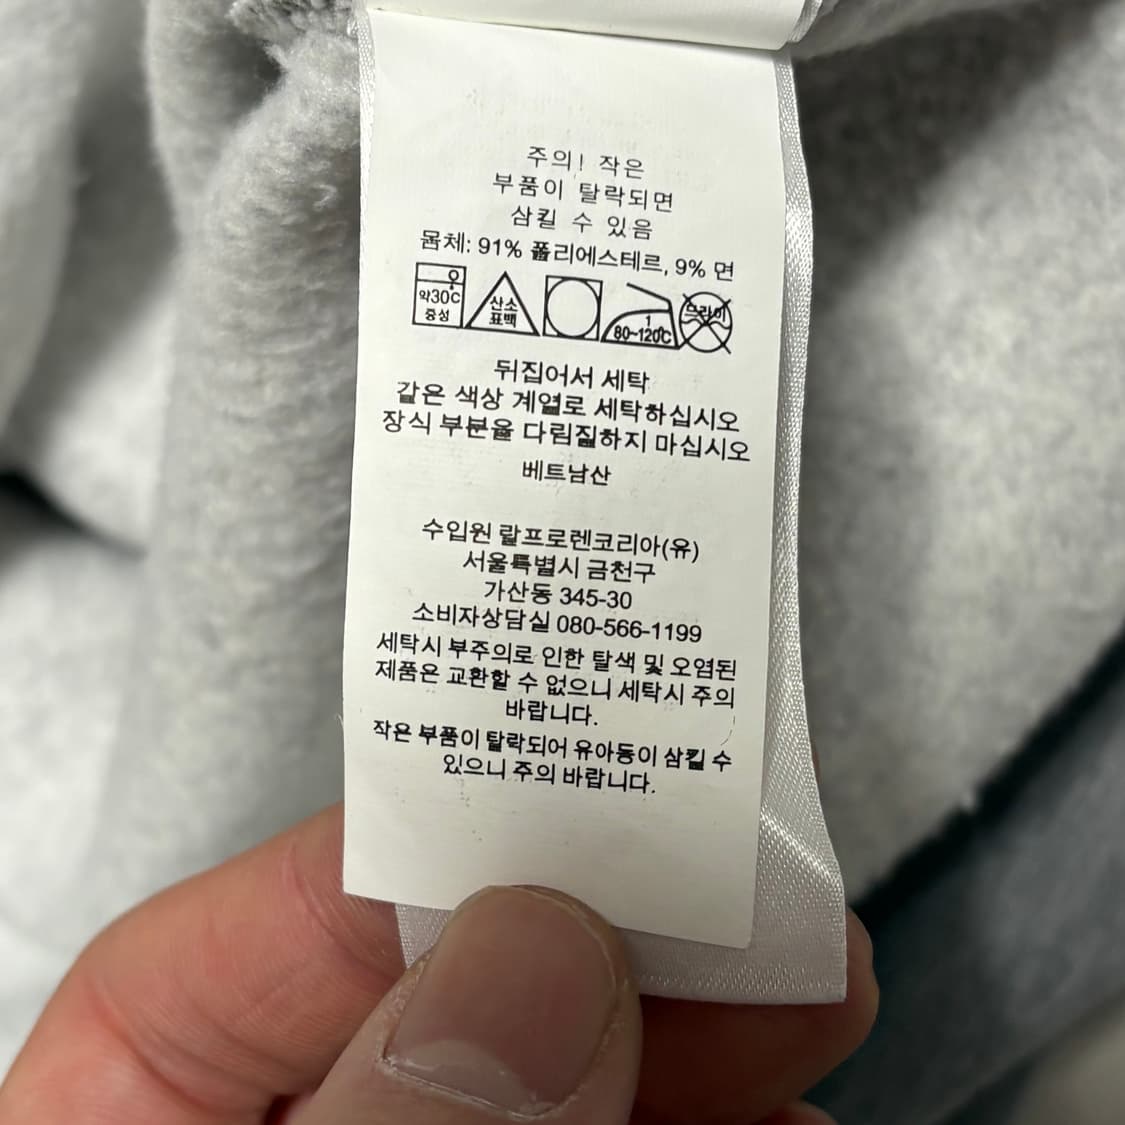 주의! 작은
부품이 탈락되면
삼킬 수 있음
몸체: 91% 폴리에스테르, 9% 면
약30℃
중성
산소
표백
1
80~120℃
드라이
뒤집어서 세탁
같은 색상 계열로 세탁하십시오
장식 부분을 다림질하지 마십시오
베트남산
수입원 랄프로렌코리아(유)
서울특별시 금천구
가산동 345-30
소비자상담실 080-566-1199
세탁시 부주의로 인한 탈색 및 오염된
제품은 교환할 수 없으니 세탁시 주의
바랍니다.
작은 부품이 탈락되어 유아동이 삼킬 수
있으니 주의 바랍니다.